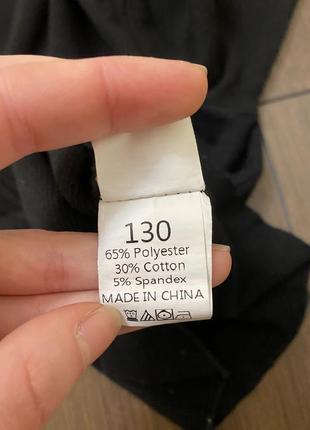 130
65% Polyester
30% Cotton
5% Spandex
MADE IN CHINA